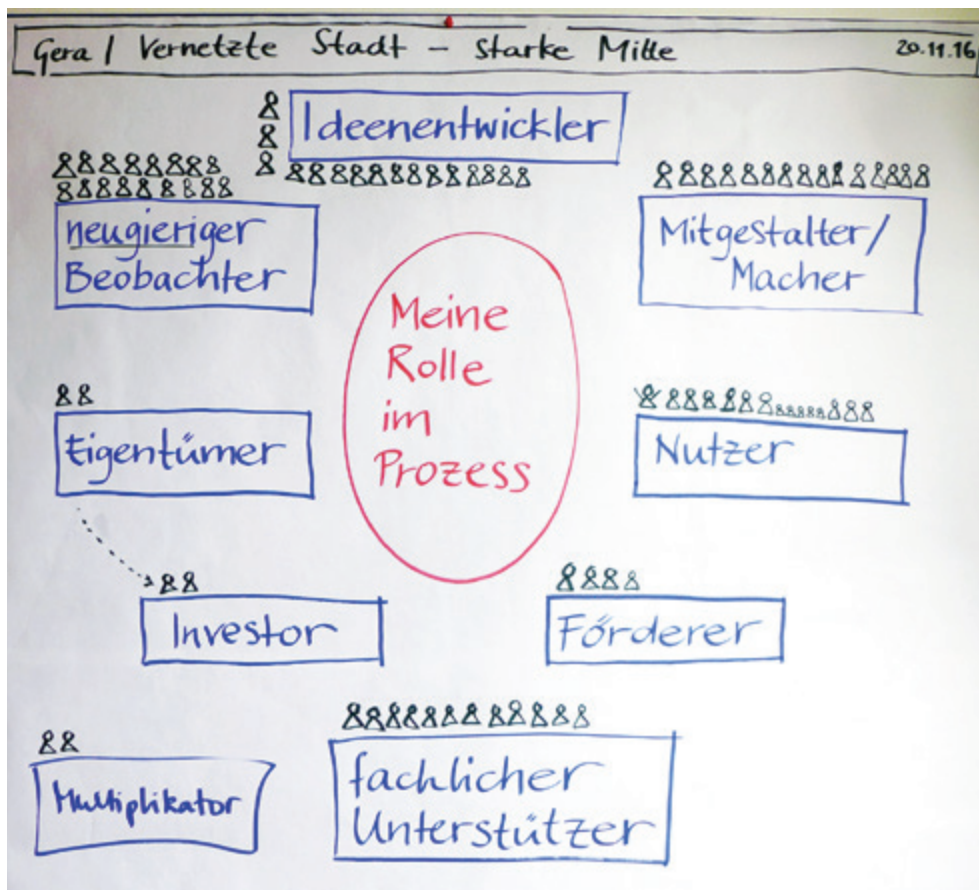 Gera / Vernetzte Stadt – starke Mitte 20.11.16
Ideenentwickler
neugieriger
Beobachter
Mitgestalter/
Macher
Meine
Rolle
im
Prozess
Eigentümer
Nutzer
Investor
Förderer
Multiplikator
fachlicher
Unterstützer